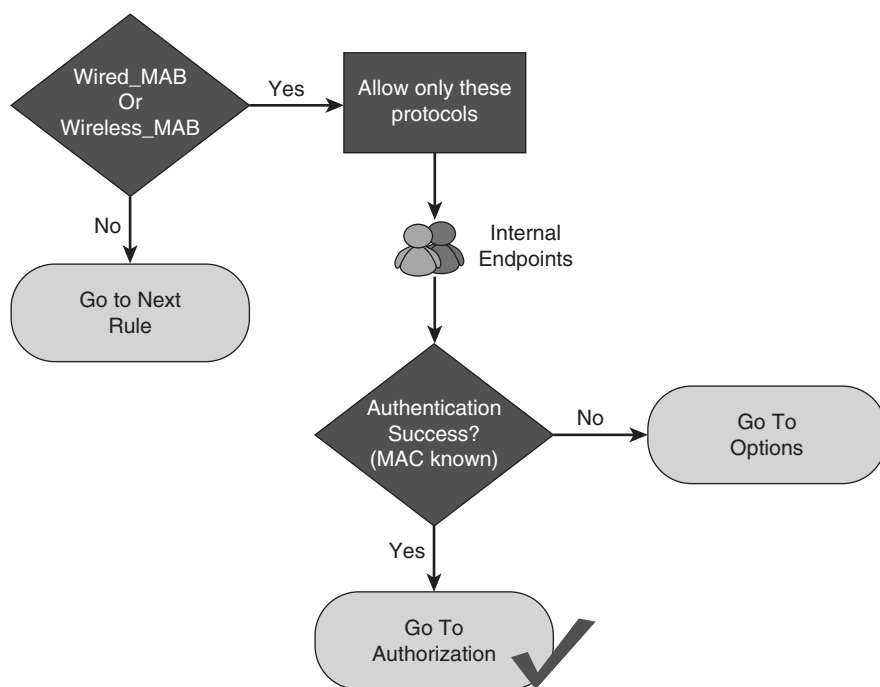 Wired_MAB
Or
Wireless_MAB
Yes
Allow only these
protocols
No
Internal
Endpoints
Go to Next
Rule
Authentication
Success?
(MAC known)
No
Go To
Options
Yes
Go To
Authorization